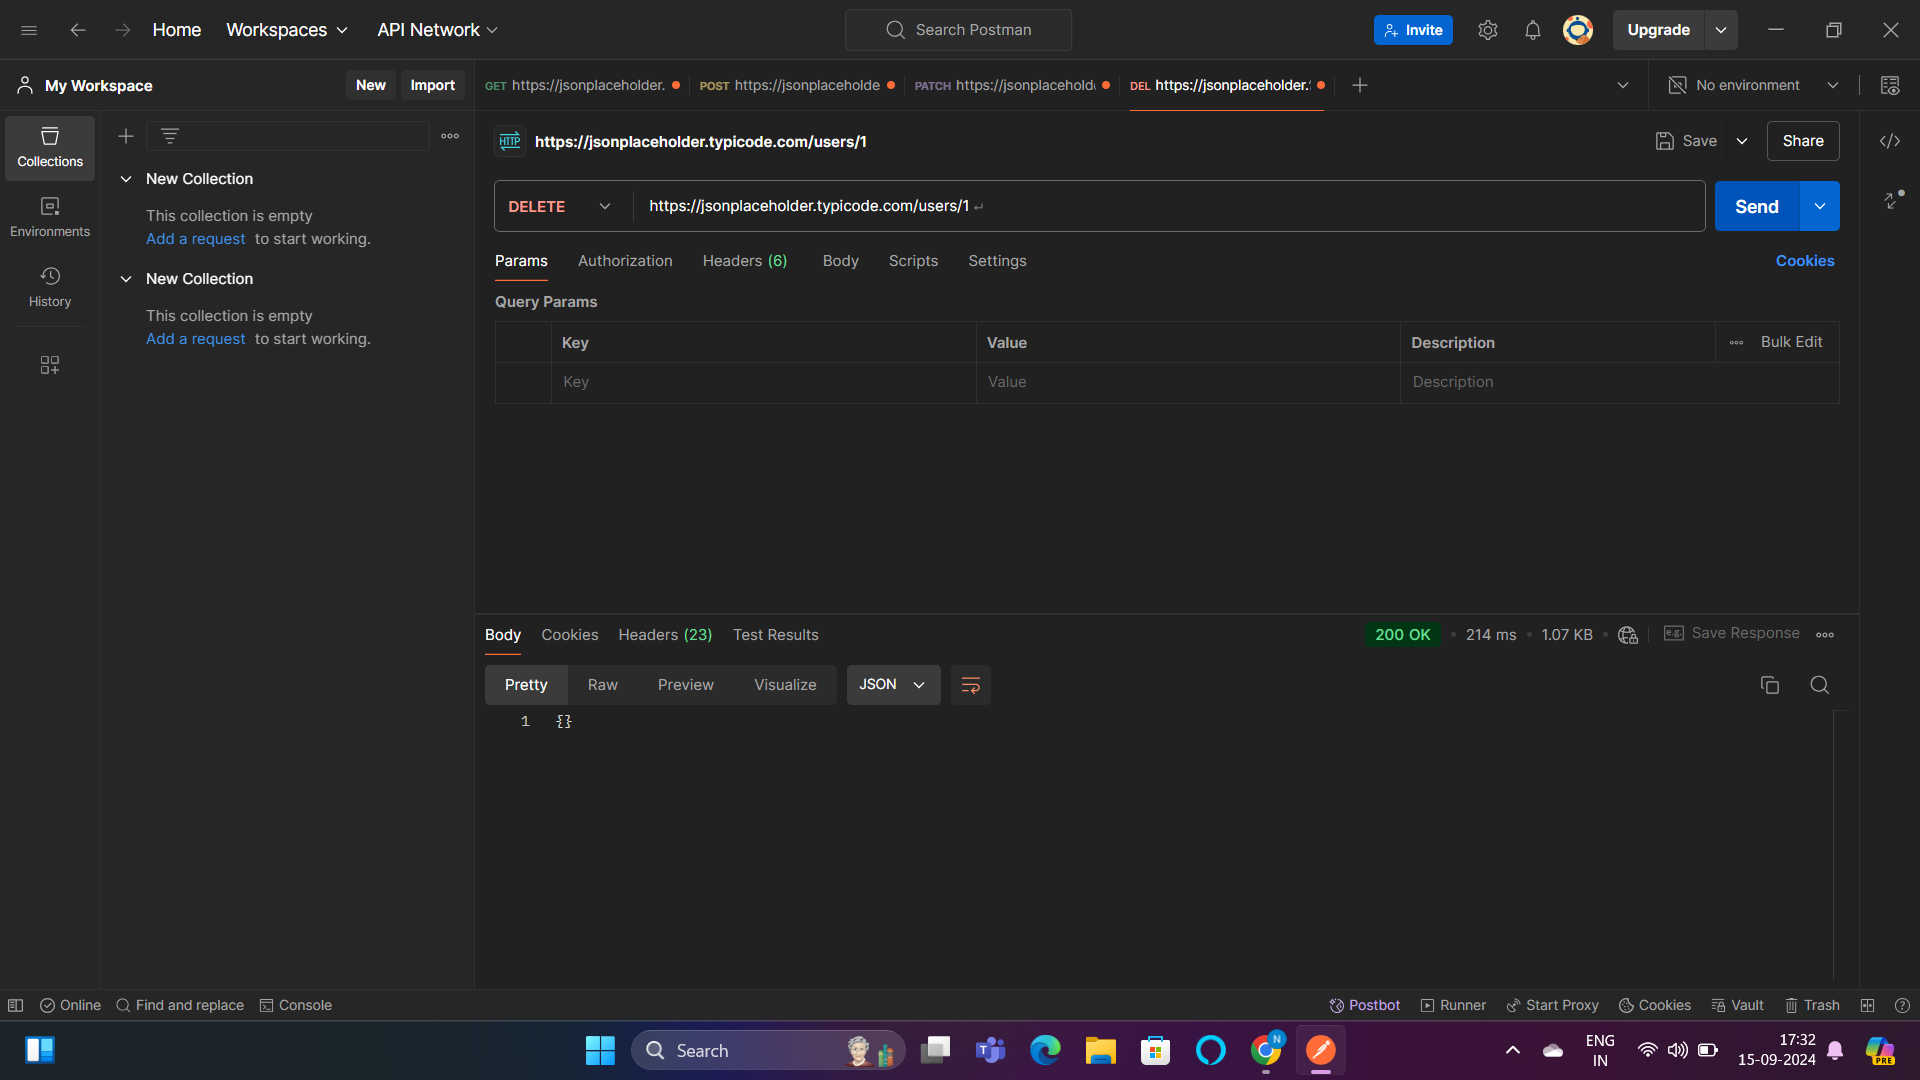 Home Workspaces API Network Search Postman Invite Upgrade
My Workspace New Import GET https://jsonplaceholder. POST https://jsonplaceholde PATCH https://jsonplacehold DEL https://jsonplaceholder. No environment
HTTP https://jsonplaceholder.typicode.com/users/1 Save Share
Collections
New Collection
This collection is empty
Add a request to start working.
New Collection
This collection is empty
Add a request to start working.
Environments
History
DELETE https://jsonplaceholder.typicode.com/users/1 Send
Params Authorization Headers (6) Body Scripts Settings Cookies
Query Params
Key Value Description Bulk Edit
Key Value Description
Body Cookies Headers (23) Test Results 200 OK 214 ms 1.07 KB e.g. Save Response
Pretty Raw Preview Visualize JSON
1 {}
Online Find and replace Console Postbot Runner Start Proxy Cookies Vault Trash
Search N ENG 17:32
IN 15-09-2024 PRE